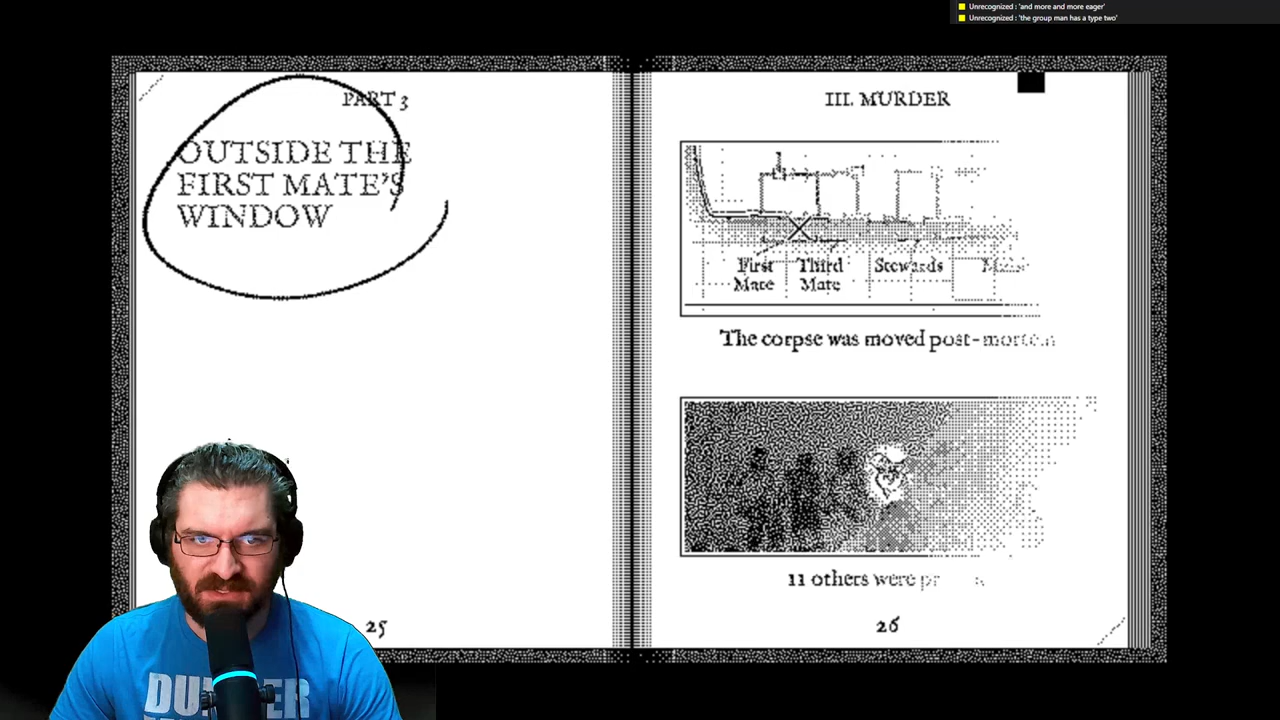 Unrecognized : 'and more and more eager'
Unrecognized : 'the group man has a type two'
PART 3
OUTSIDE THE
FIRST MATE'S
WINDOW
25
III. MURDER
First Third Stewards
Mate Mate
The corpse was moved post-mortem
11 others were
26